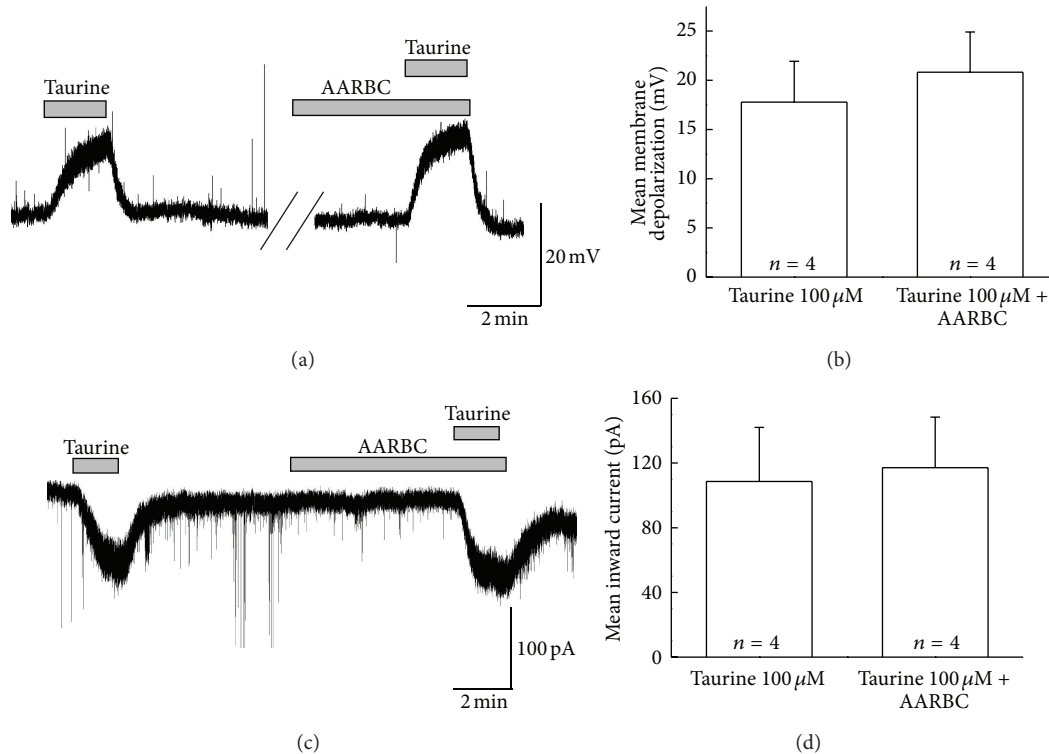 Taurine
AARBC
Taurine
20 mV
2 min
(a)
Mean membrane
depolarization (mV)
25
20
15
10
5
0
n = 4
n = 4
Taurine 100 μM
Taurine 100 μM +
AARBC
(b)
Taurine
AARBC
Taurine
100 pA
2 min
(c)
Mean inward current (pA)
160
120
80
40
0
n = 4
n = 4
Taurine 100 μM
Taurine 100 μM +
AARBC
(d)